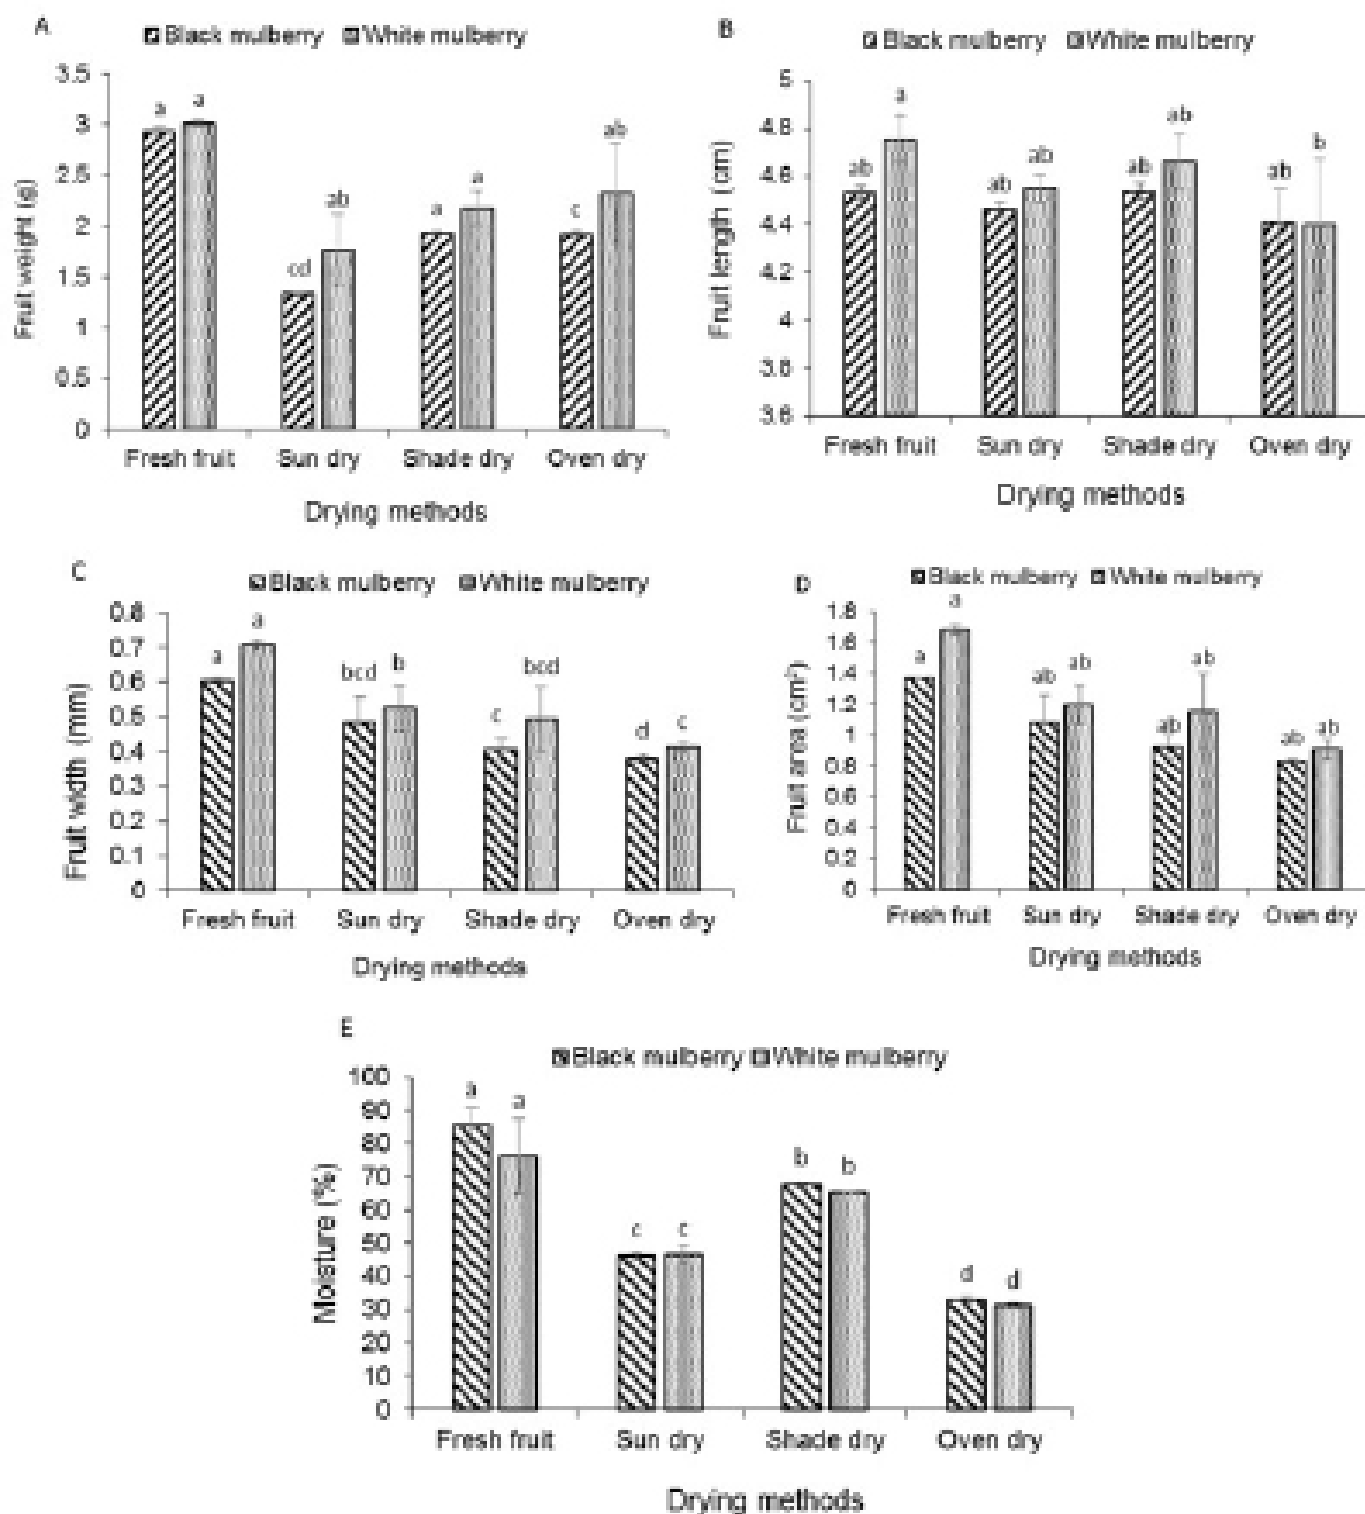 A
Black mulberry White mulberry
3.5
3
2.5
2
1.5
1
0.5
0
Fruit weight (g)
a a cd ab a a c ab
Fresh fruit Sun dry Shade dry Oven dry
Drying methods
B
Black mulberry White mulberry
5
4.8
4.6
4.4
4.2
4
3.8
3.6
Fruit length (cm)
ab a ab ab ab ab ab b
Fresh fruit Sun dry Shade dry Oven dry
Drying methods
C
Black mulberry White mulberry
0.8
0.7
0.6
0.5
0.4
0.3
0.2
0.1
0
Fruit width (mm)
a a bcd b c bcd d c
Fresh fruit Sun dry Shade dry Oven dry
Drying methods
D
Black mulberry White mulberry
1.8
1.6
1.4
1.2
1
0.8
0.6
0.4
0.2
0
Fruit area (cm²)
a a ab ab ab ab ab ab
Fresh fruit Sun dry Shade dry Oven dry
Drying methods
E
Black mulberry White mulberry
100
90
80
70
60
50
40
30
20
10
0
Moisture (%)
a a c c b b d d
Fresh fruit Sun dry Shade dry Oven dry
Drying methods